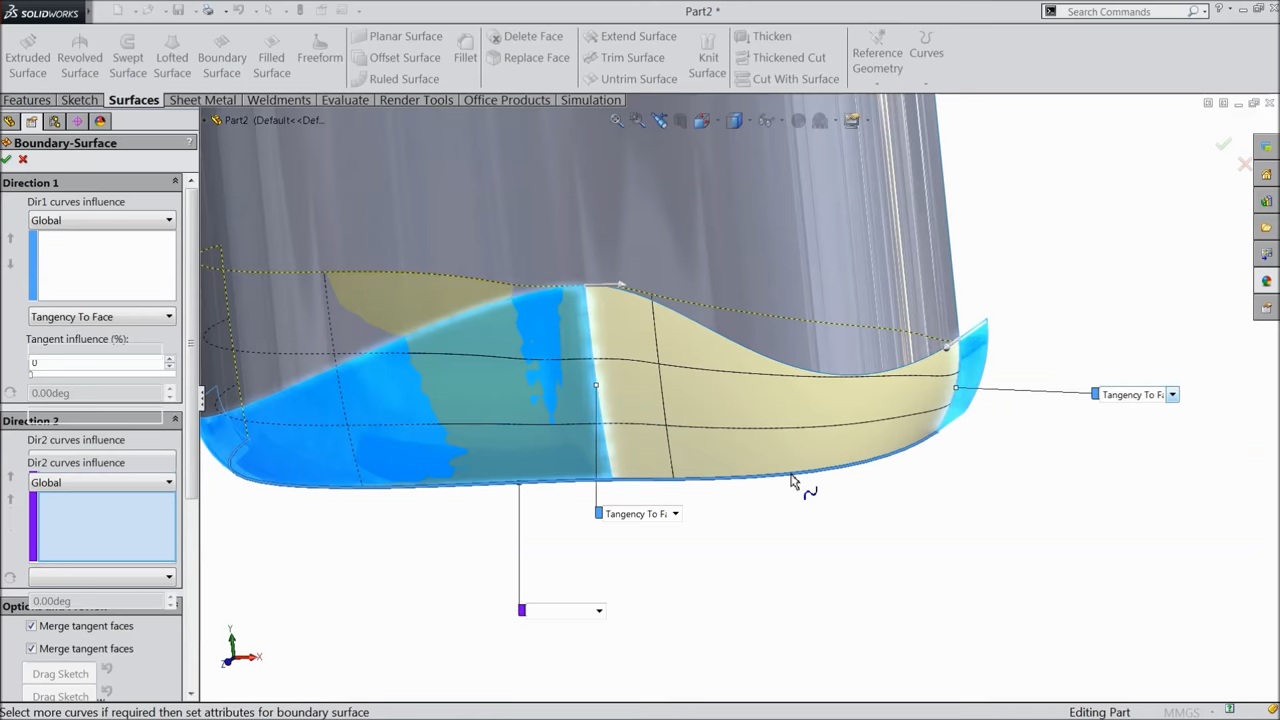 SOLIDWORKS
Part2 *
Search Commands
Extruded Surface
Revolved Surface
Swept Surface
Lofted Surface
Boundary Surface
Filled Surface
Freeform
Planar Surface
Offset Surface
Ruled Surface
Fillet
Delete Face
Replace Face
Extend Surface
Trim Surface
Untrim Surface
Knit Surface
Thicken
Thickened Cut
Cut With Surface
Reference Geometry
Curves
Features
Sketch
Surfaces
Sheet Metal
Weldments
Evaluate
Render Tools
Office Products
Simulation
Part2 (Default<<Def...
Boundary-Surface
?
Direction 1
Dir1 curves influence
Global
Tangency To Face
Tangent influence (%):
0
0.00deg
Direction 2
Dir2 curves influence
Dir2 curves influence
Global
0.00deg
Merge tangent faces
Merge tangent faces
Drag Sketch
Drag Sketch
Tangency To Fa
Tangency To Fa
Y
X
Z
Select more curves if required then set attributes for boundary surface
Editing Part
MMGS